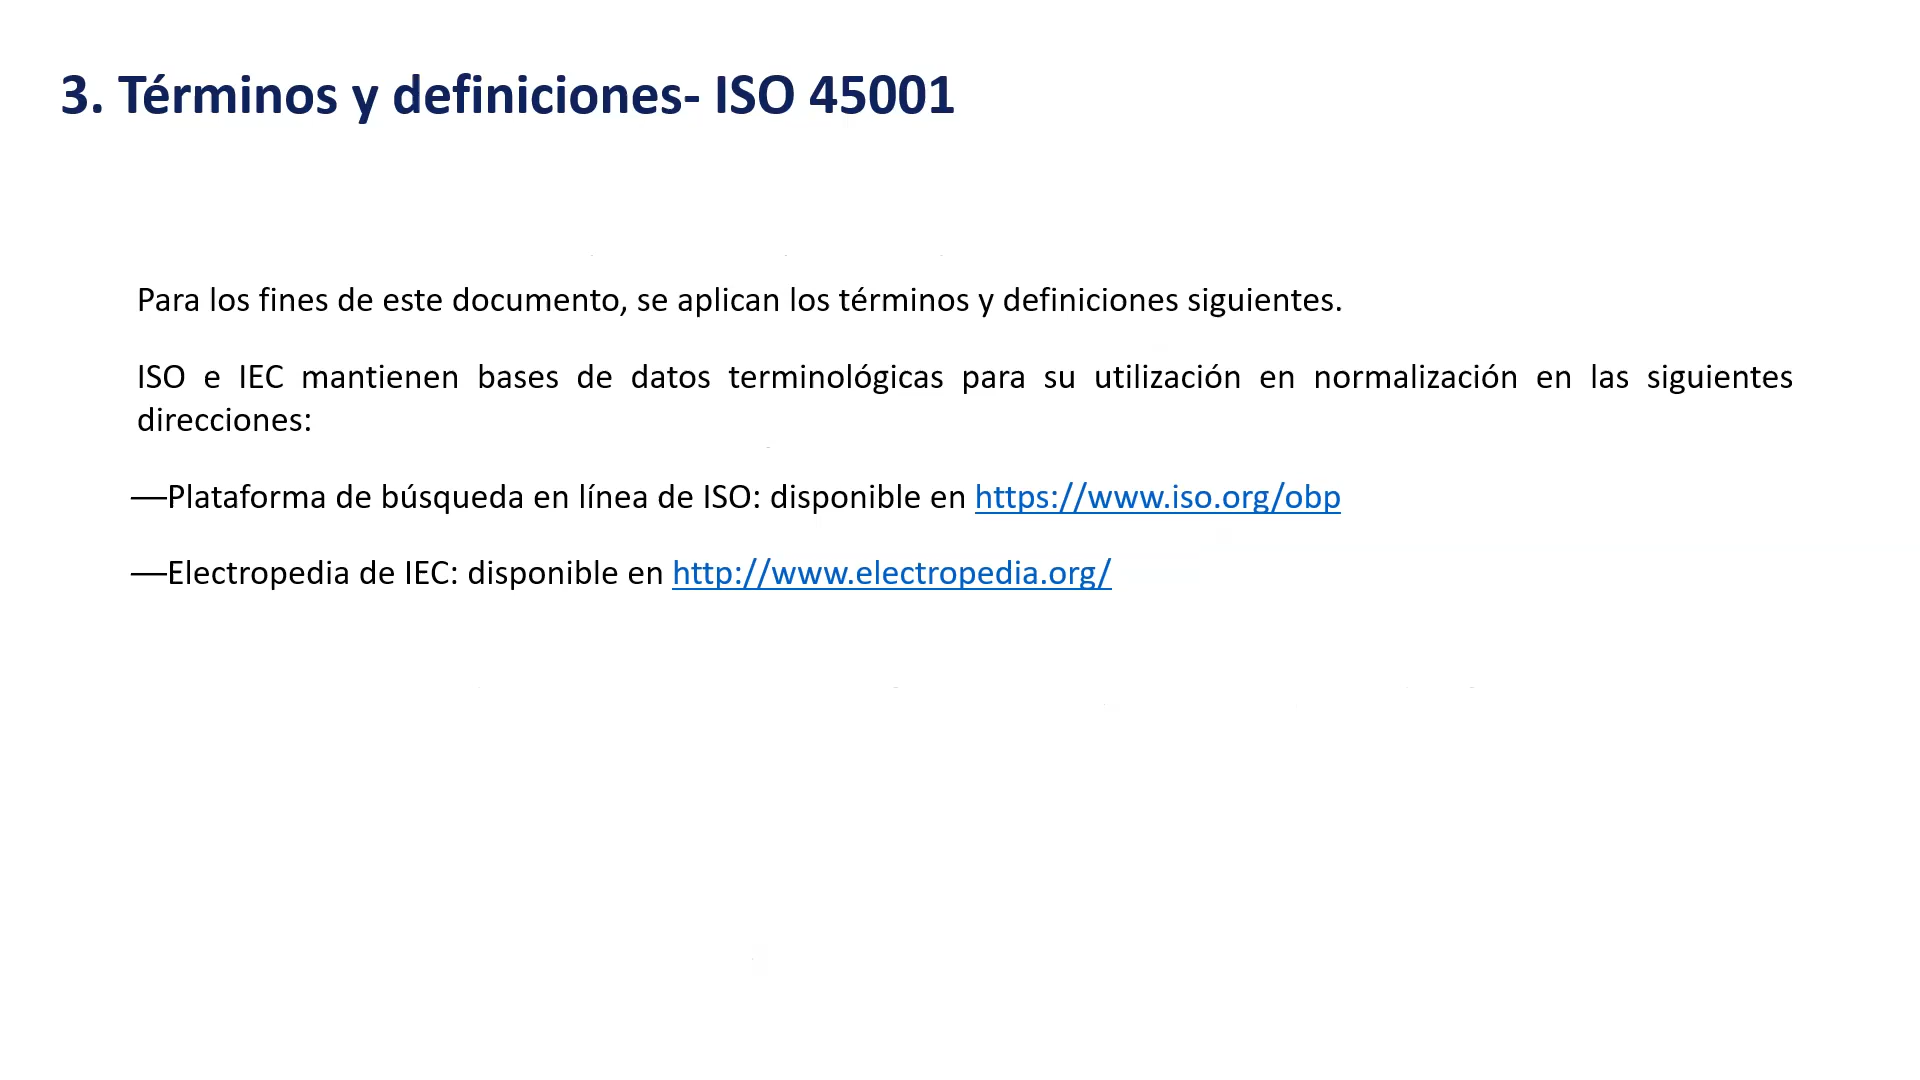 3. Términos y definiciones- ISO 45001
Para los fines de este documento, se aplican los términos y definiciones siguientes.
ISO e IEC mantienen bases de datos terminológicas para su utilización en normalización en las siguientes
direcciones:
—Plataforma de búsqueda en línea de ISO: disponible en https://www.iso.org/obp
—Electropedia de IEC: disponible en http://www.electropedia.org/